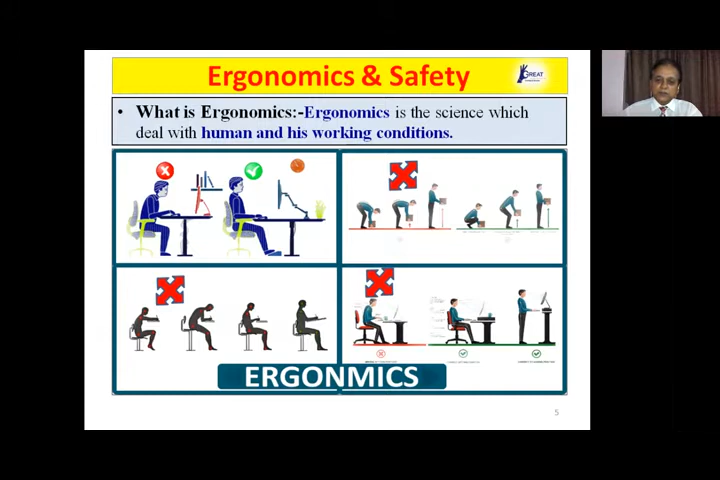 Ergonomics & Safety
GREAT
• What is Ergonomics:-Ergonomics is the science which
deal with human and his working conditions.
ERGONMICS
5